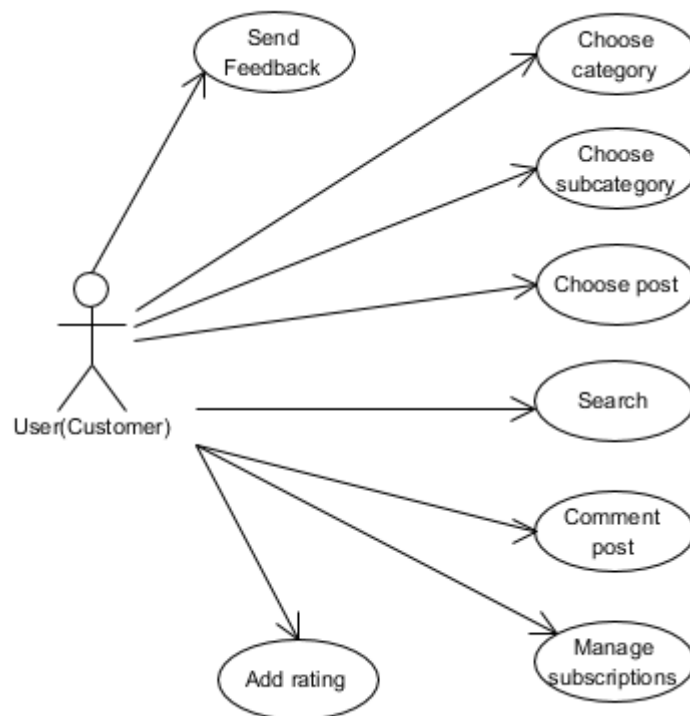 Send
Feedback
Choose
category
Choose
subcategory
Choose post
User(Customer)
Search
Comment
post
Manage
subscriptions
Add rating